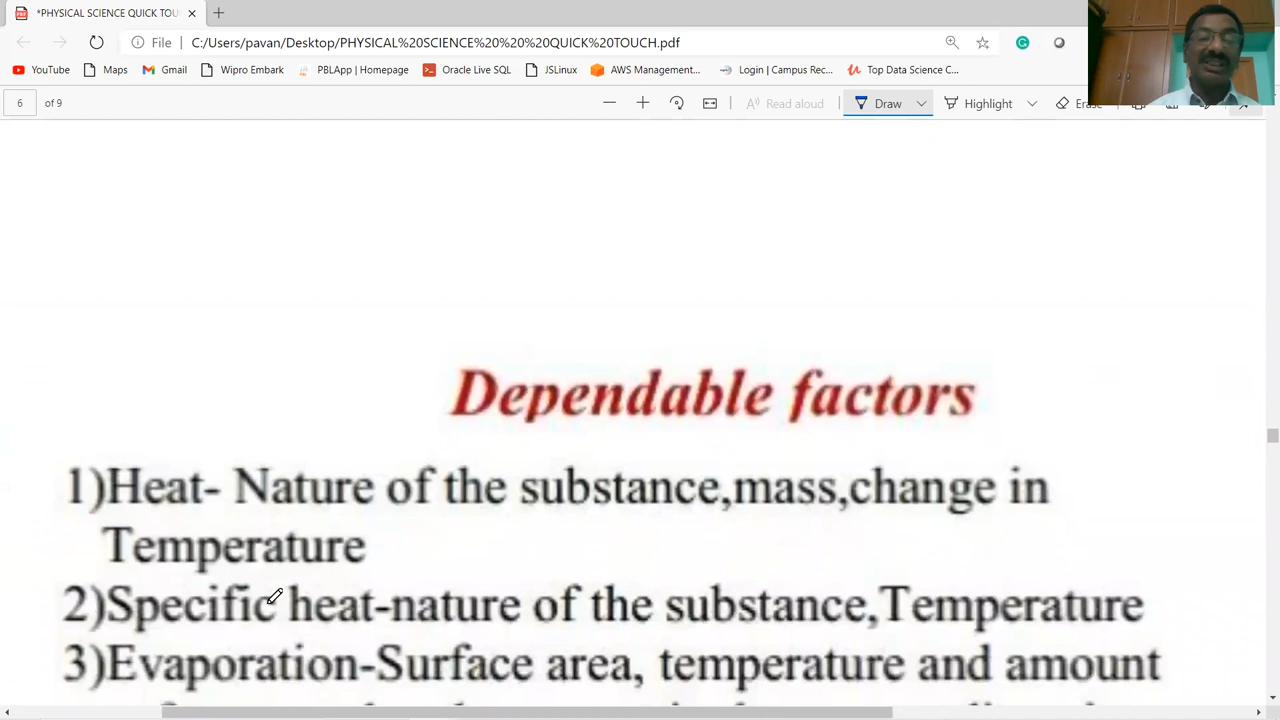 *PHYSICAL SCIENCE QUICK TOU
File C:/Users/pavan/Desktop/PHYSICAL%20SCIENCE%20%20%20QUICK%20TOUCH.pdf
YouTube Maps Gmail Wipro Embark PBLApp | Homepage Oracle Live SQL JSLinux AWS Management... Login | Campus Rec... Top Data Science C...
6 of 9 Read aloud Draw Highlight Erase
Dependable factors
1)Heat- Nature of the substance,mass,change in
Temperature
2)Specific heat-nature of the substance,Temperature
3)Evaporation-Surface area, temperature and amount